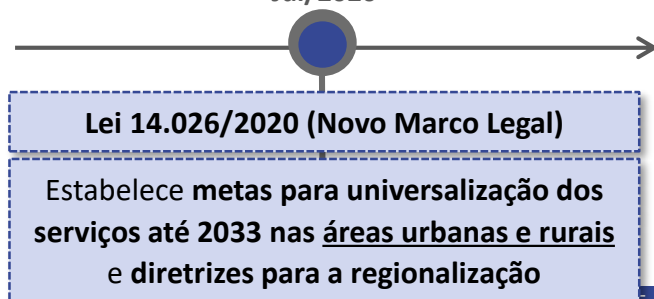 Lei 14.026/2020 (Novo Marco Legal)
Estabelece metas para universalização dos
serviços até 2033 nas áreas urbanas e rurais
e diretrizes para a regionalização